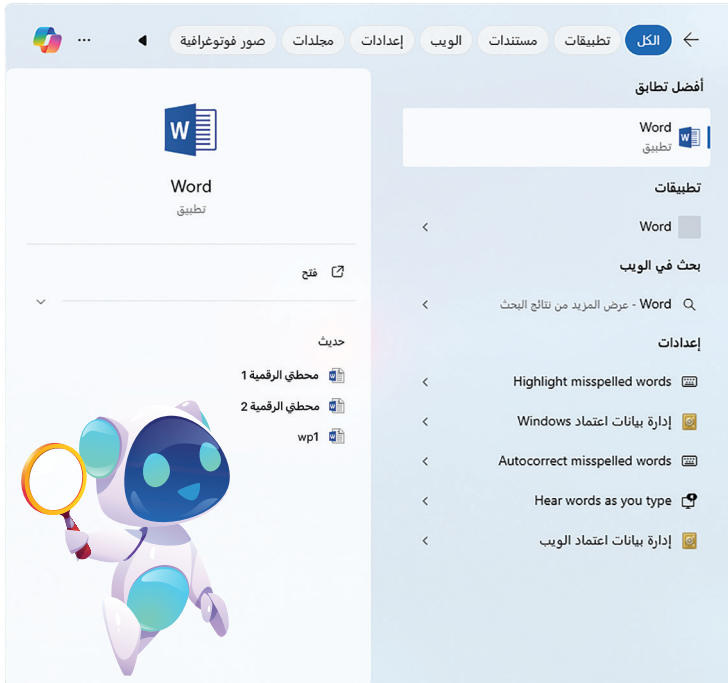 الكل تطبيقات مستندات الويب إعدادات مجلدات صور فوتوغرافية ...
أفضل تطابق
Word
تطبيق
تطبيقات
Word
بحث في الويب
Word - عرض المزيد من نتائج البحث
إعدادات
Highlight misspelled words
إدارة بيانات اعتماد Windows
Autocorrect misspelled words
Hear words as you type
إدارة بيانات اعتماد الويب
W
Word
تطبيق
فتح
حديث
محطتي الرقمية 1
محطتي الرقمية 2
wp1